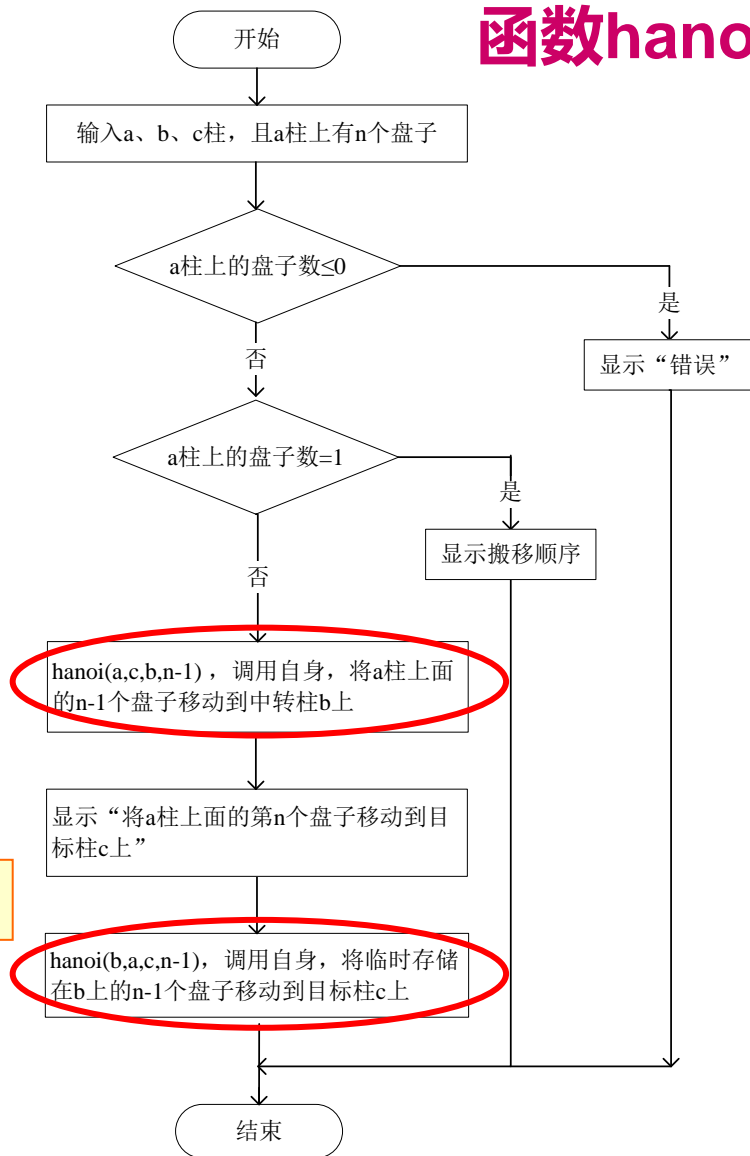 函数hano
开始
输入a、b、c柱，且a柱上有n个盘子
a柱上的盘子数≤0
是
显示“错误”
否
a柱上的盘子数=1
是
显示搬移顺序
否
hanoi(a,c,b,n-1) ，调用自身，将a柱上面
的n-1个盘子移动到中转柱b上
显示“将a柱上面的第n个盘子移动到目
标柱c上”
hanoi(b,a,c,n-1)，调用自身，将临时存储
在b上的n-1个盘子移动到目标柱c上
结束